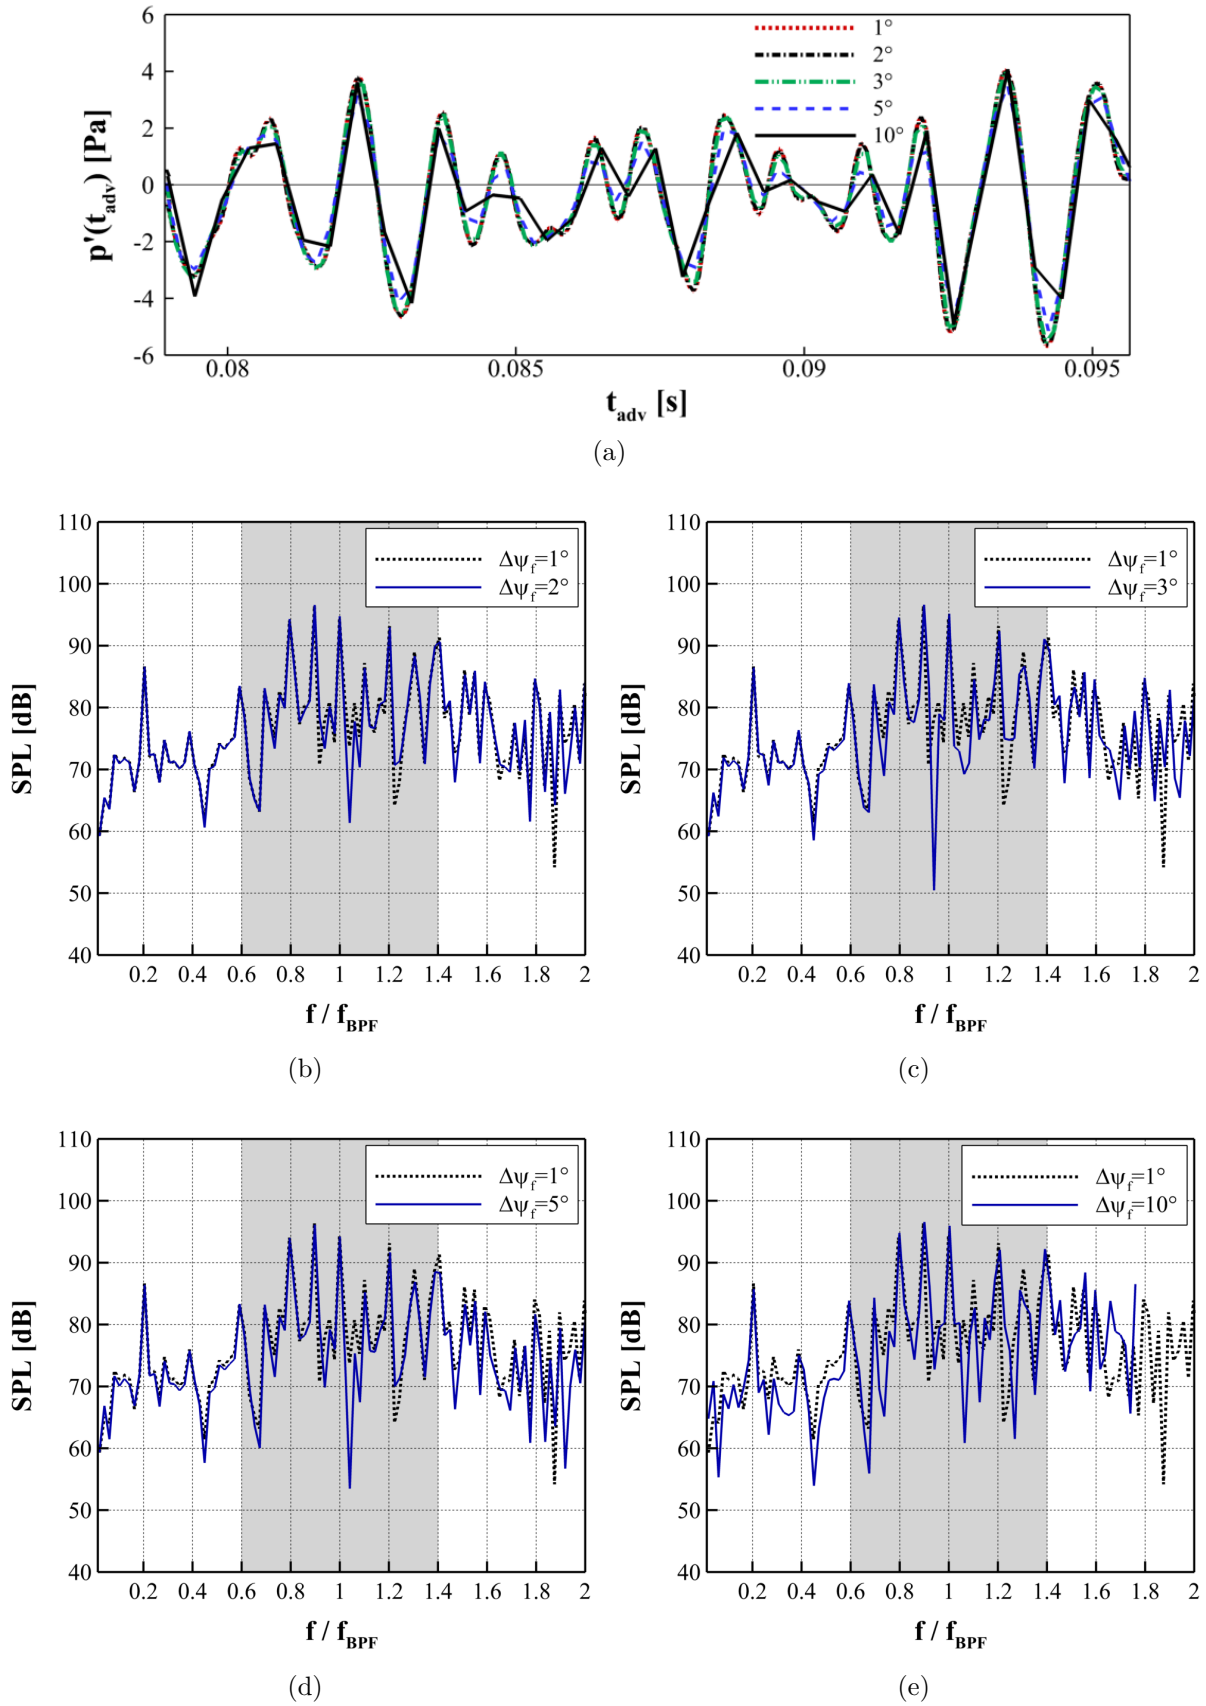 6
4
2
0
-2
-4
-6
p'(t_adv) [Pa]
1°
2°
3°
5°
10°
0.08 0.085 0.09 0.095
t_adv [s]
(a)
110
100
90
80
70
60
50
40
SPL [dB]
Δψ_f=1°
Δψ_f=2°
0.2 0.4 0.6 0.8 1 1.2 1.4 1.6 1.8 2
f / f_BPF
(b)
110
100
90
80
70
60
50
40
SPL [dB]
Δψ_f=1°
Δψ_f=3°
0.2 0.4 0.6 0.8 1 1.2 1.4 1.6 1.8 2
f / f_BPF
(c)
110
100
90
80
70
60
50
40
SPL [dB]
Δψ_f=1°
Δψ_f=5°
0.2 0.4 0.6 0.8 1 1.2 1.4 1.6 1.8 2
f / f_BPF
(d)
110
100
90
80
70
60
50
40
SPL [dB]
Δψ_f=1°
Δψ_f=10°
0.2 0.4 0.6 0.8 1 1.2 1.4 1.6 1.8 2
f / f_BPF
(e)